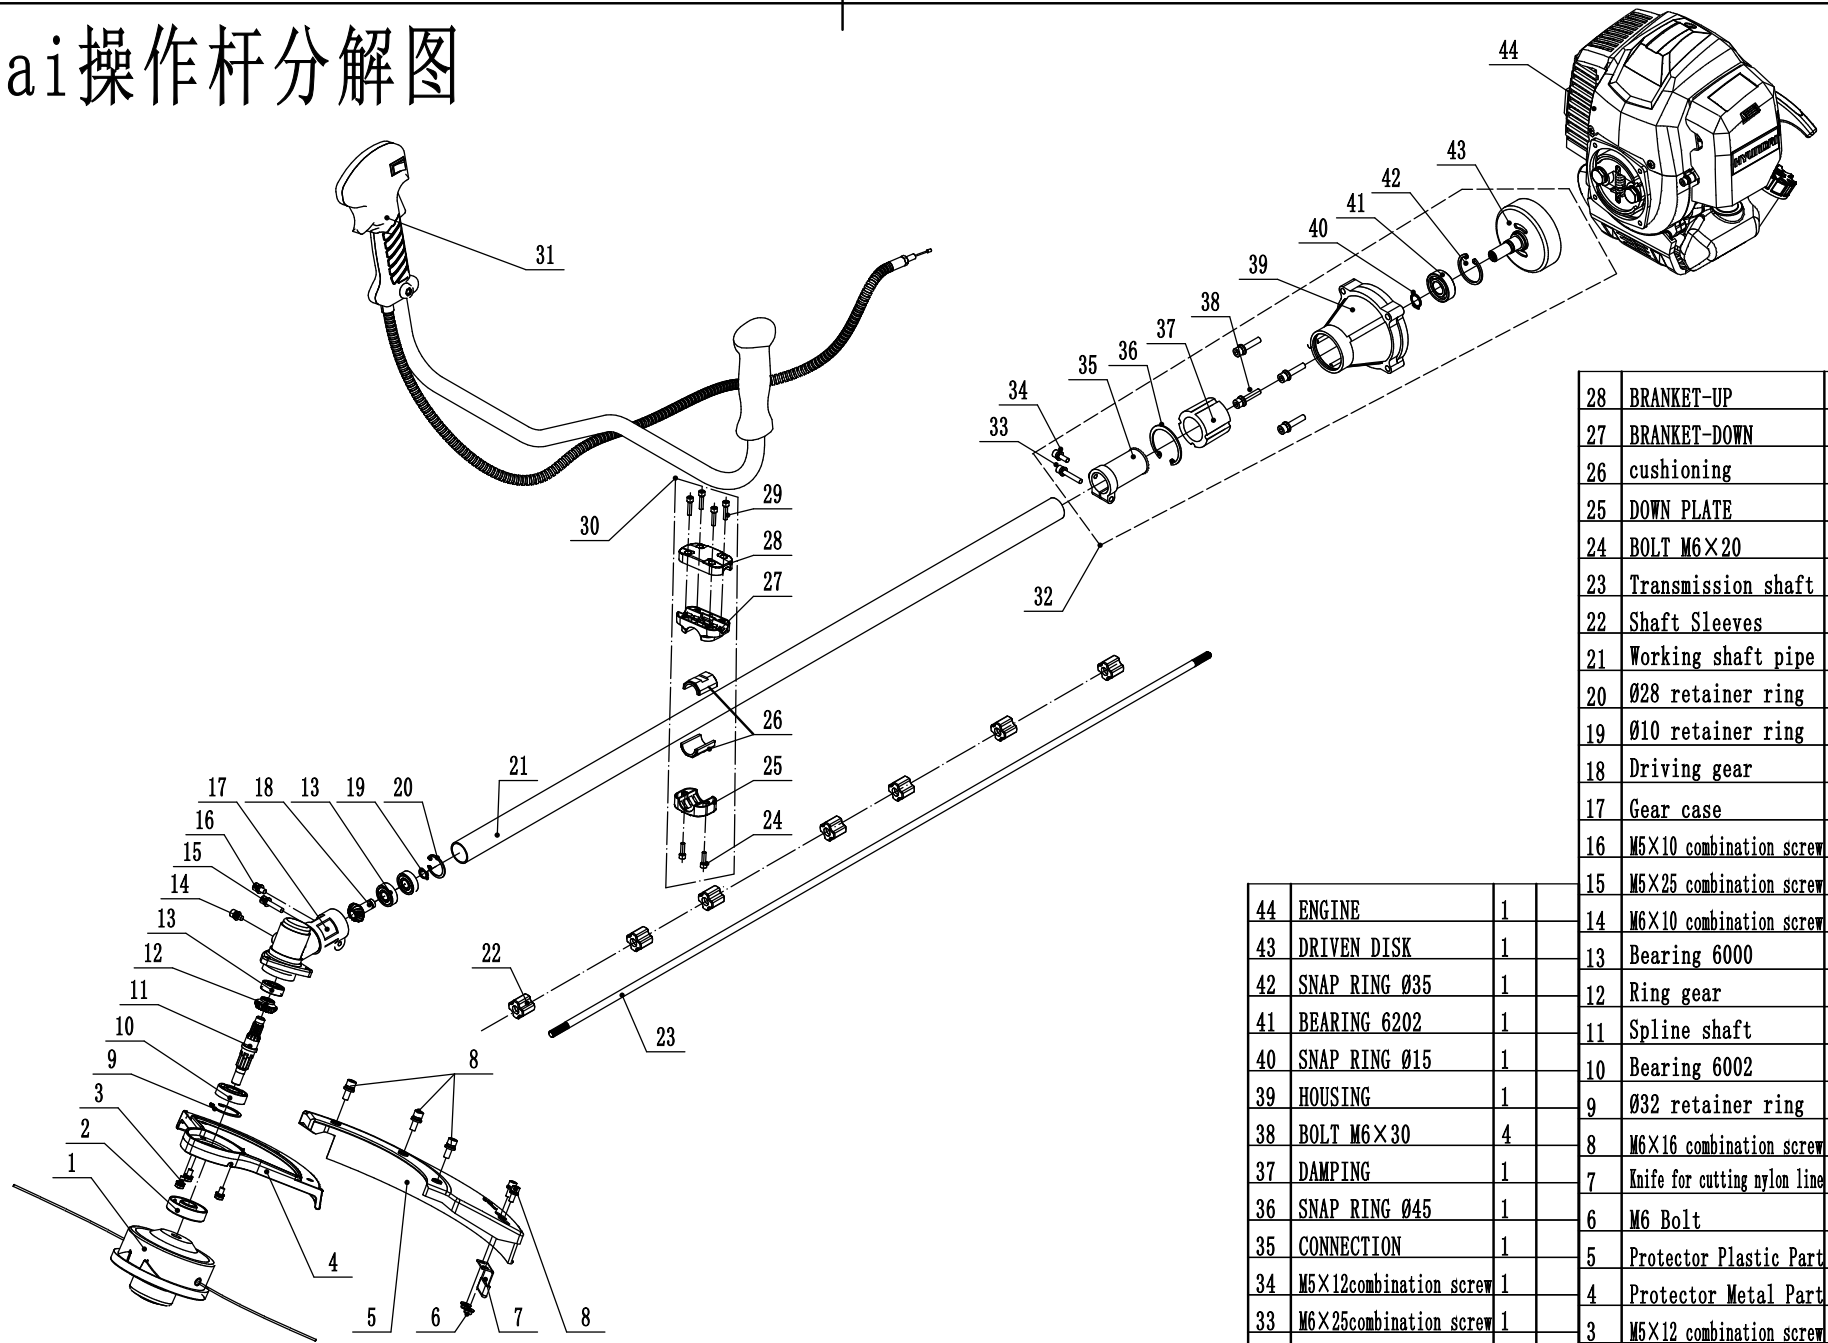 ai操作杆分解图
44
HYUNDAI
43
42
41
40
39
38
37
36
35
34
33
32
31
30
29
28
27
26
25
24
21
20
19
13
18
17
16
15
14
13
12
11
10
9
3
2
1
22
23
8
4
5
6
7
8
28 BRANKET-UP
27 BRANKET-DOWN
26 cushioning
25 DOWN PLATE
24 BOLT M6×20
23 Transmission shaft
22 Shaft Sleeves
21 Working shaft pipe
20 Ø28 retainer ring
19 Ø10 retainer ring
18 Driving gear
17 Gear case
16 M5×10 combination screw
15 M5×25 combination screw
14 M6×10 combination screw
13 Bearing 6000
12 Ring gear
11 Spline shaft
10 Bearing 6002
9 Ø32 retainer ring
8 M6×16 combination screw
7 Knife for cutting nylon line
6 M6 Bolt
5 Protector Plastic Part
4 Protector Metal Part
3 M5×12 combination screw
44 ENGINE 1
43 DRIVEN DISK 1
42 SNAP RING Ø35 1
41 BEARING 6202 1
40 SNAP RING Ø15 1
39 HOUSING 1
38 BOLT M6×30 4
37 DAMPING 1
36 SNAP RING Ø45 1
35 CONNECTION 1
34 M5×12combination screw 1
33 M6×25combination screw 1